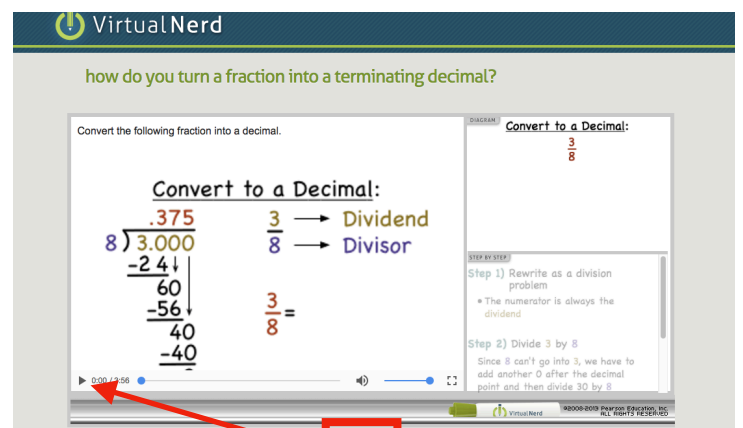 Virtual Nerd
how do you turn a fraction into a terminating decimal?
Convert the following fraction into a decimal.
Convert to a Decimal:
.375
8)3.000
-24
60
-56
40
-40
3 → Dividend
8 → Divisor
3
8 =
0:00 / 3:56
DIAGRAM
Convert to a Decimal:
3
8
STEP BY STEP
Step 1) Rewrite as a division
problem
• The numerator is always the
dividend
Step 2) Divide 3 by 8
Since 8 can't go into 3, we have to
add another 0 after the decimal
point and then divide 30 by 8
VirtualNerd
©2008-2013 Pearson Education, Inc.
ALL RIGHTS RESERVED